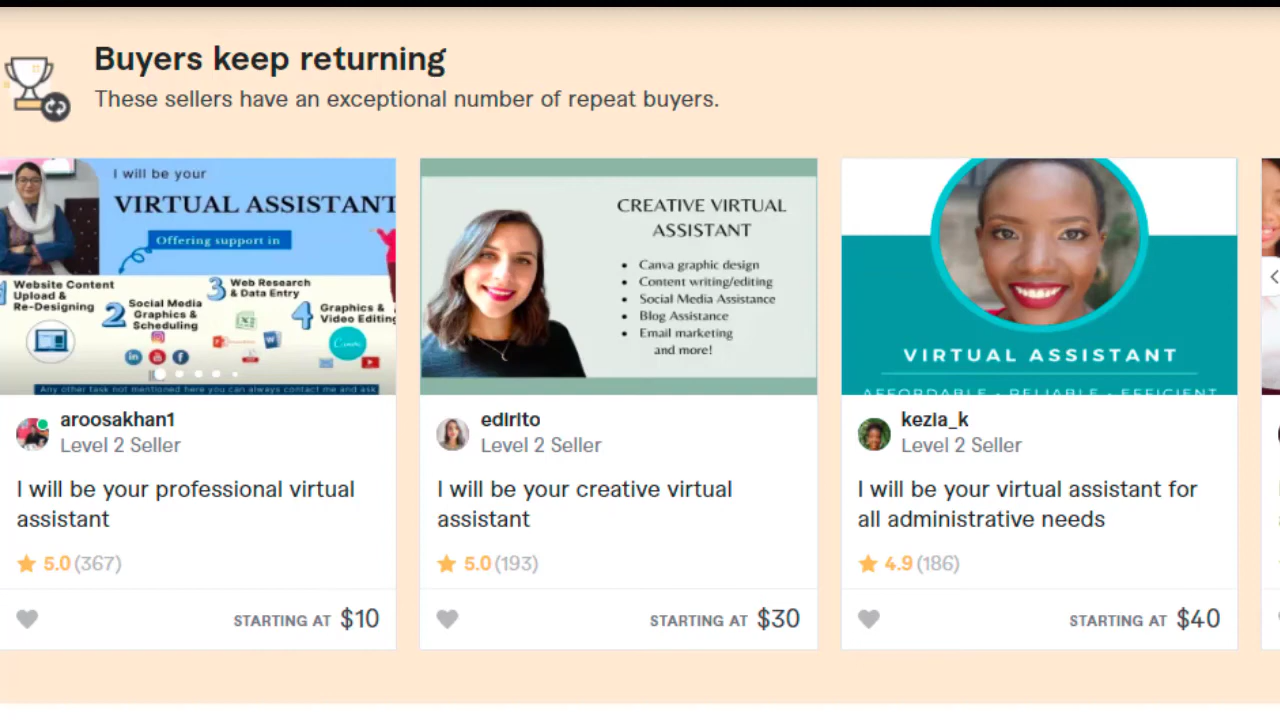 Buyers keep returning
These sellers have an exceptional number of repeat buyers.
I will be your
VIRTUAL ASSISTANT
Offering support in
Website Content
Upload &
Re-Designing
2 Social Media
Graphics &
Scheduling
3 Web Research
& Data Entry
4 Graphics &
Video Editing
Canva
Any other task not mentioned here you can always contact me and ask
aroosakhan1
Level 2 Seller
I will be your professional virtual
assistant
5.0 (367)
STARTING AT $10
CREATIVE VIRTUAL
ASSISTANT
• Canva graphic design
• Content writing/editing
• Social Media Assistance
• Blog Assistance
• Email marketing
and more!
edirito
Level 2 Seller
I will be your creative virtual
assistant
5.0 (193)
STARTING AT $30
VIRTUAL ASSISTANT
AFFORDABLE - RELIABLE - EFFICIENT
kezia_k
Level 2 Seller
I will be your virtual assistant for
all administrative needs
4.9 (186)
STARTING AT $40